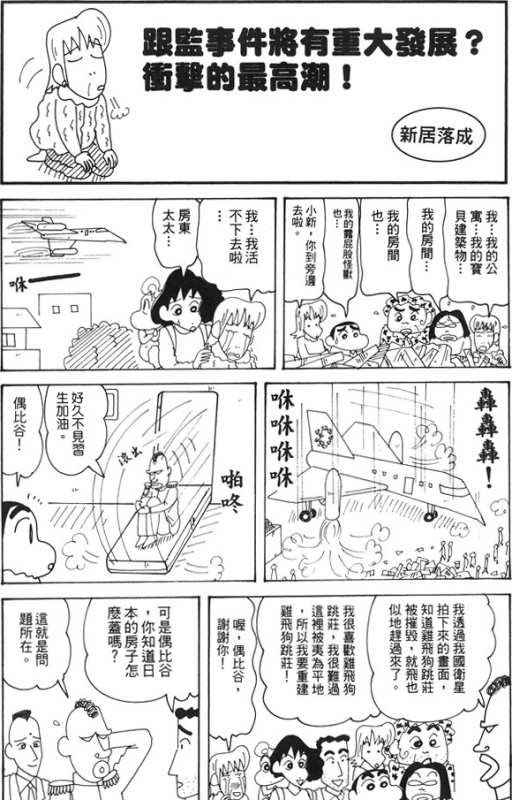 跟監事件將有重大發展？
衝擊的最高潮！
新居落成
我…我的公
寓…我的寶
貝建築物…
我的房間…
我的房間
也…
我的露屁股怪獸
也…
小新，你到旁邊
去啦。
我…我活
不下去啦
…
房東
太太…
咻
轟轟轟！
咻咻咻咻
啪咚
滾出
好久不見，習
生加油。
偶比谷！
我透過我國衛星
拍下來的畫面，
知道雞飛狗跳莊
被摧毀，就飛也
似地趕過來了。
我很喜歡雞飛狗
跳莊，我很難過
這裡被夷為平地
，所以我要重建
雞飛狗跳莊！
喔，偶比谷，
謝謝你！
可是偶比谷
，你知道日
本的房子怎
麼蓋嗎？
這就是問
題所在。